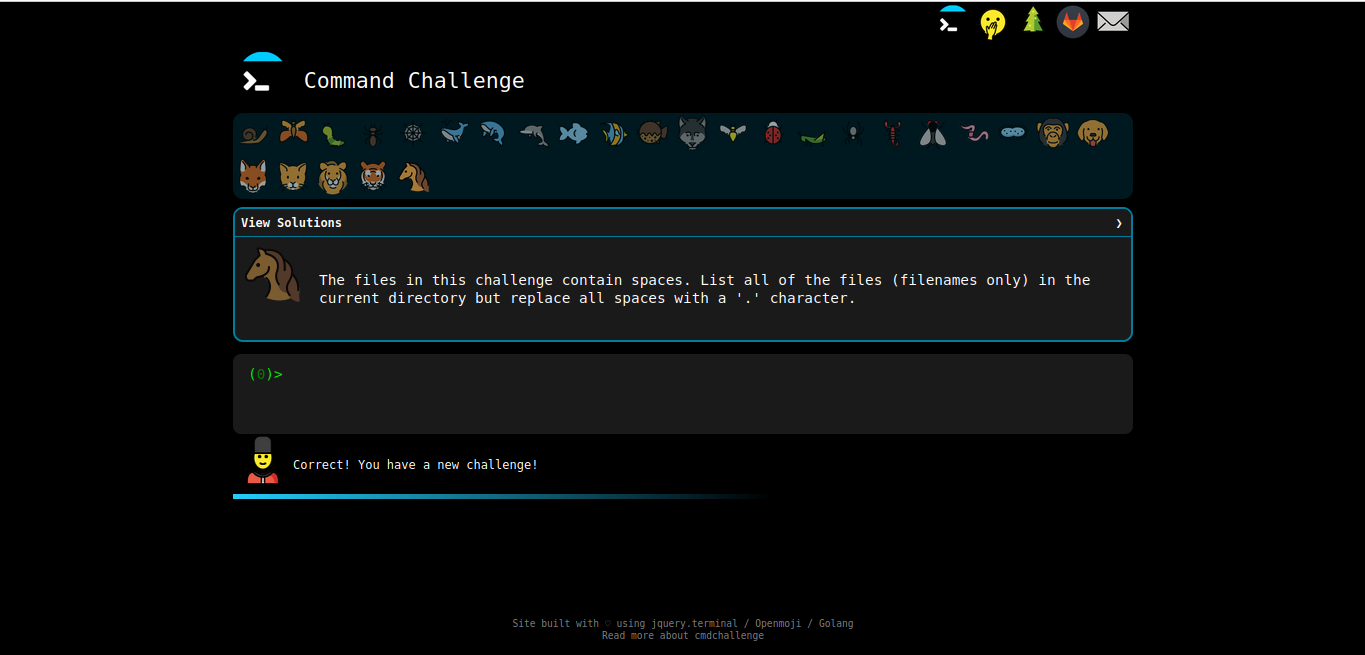 Command Challenge
View Solutions ❯
The files in this challenge contain spaces. List all of the files (filenames only) in the
current directory but replace all spaces with a '.' character.
(0)>
Correct! You have a new challenge!
Site built with ♡ using jquery.terminal / Openmoji / Golang
Read more about cmdchallenge